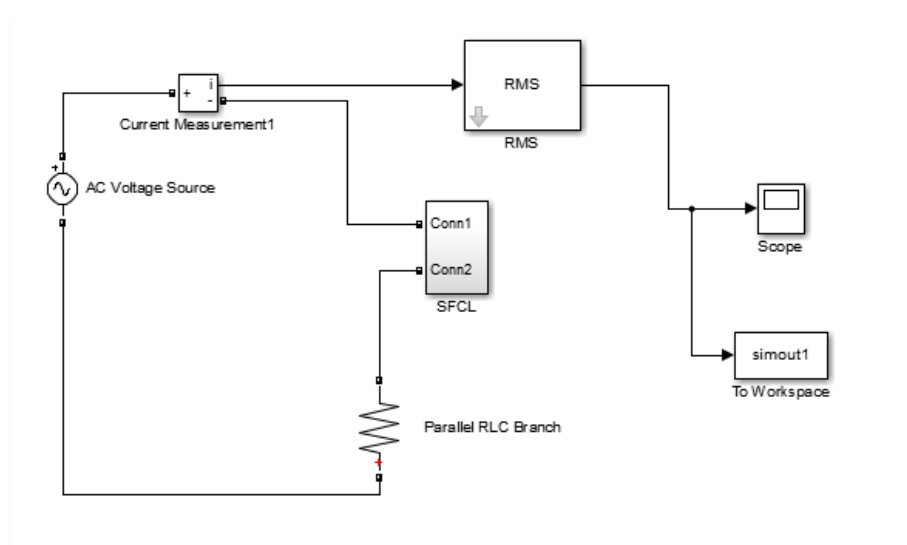 RMS
i
+
-
Current Measurement1
RMS
+
AC Voltage Source
Conn1
Conn2
SFCL
Scope
simout1
To Workspace
Parallel RLC Branch
+